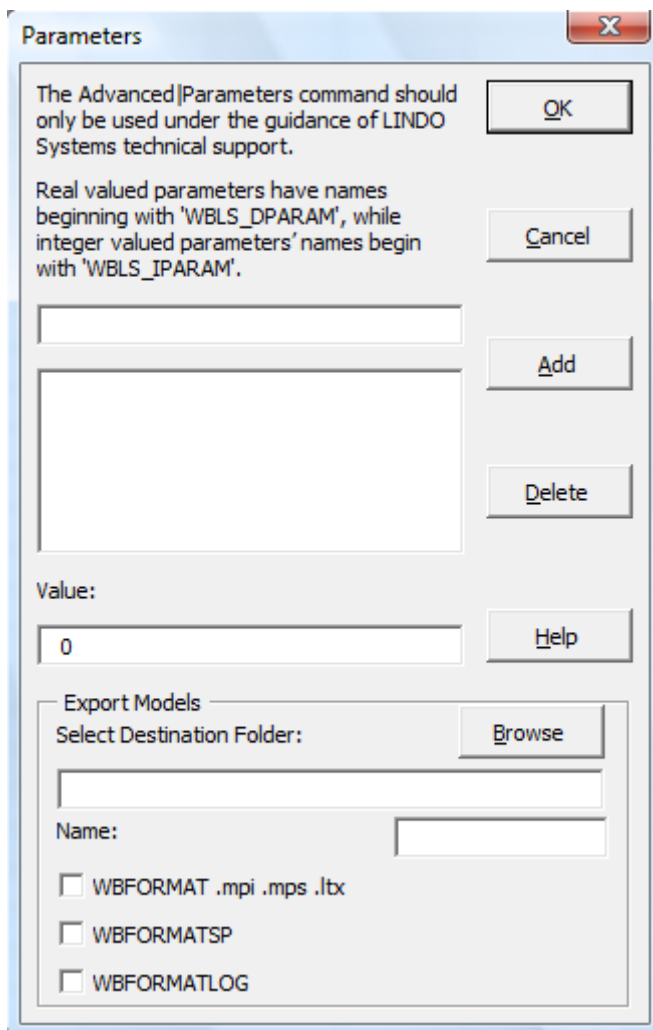 Parameters
X
The Advanced|Parameters command should
only be used under the guidance of LINDO
Systems technical support.
OK
Real valued parameters have names
beginning with 'WBLS_DPARAM', while
integer valued parameters' names begin
with 'WBLS_IPARAM'.
Cancel
Add
Delete
Value:
0
Help
Export Models
Select Destination Folder:
Browse
Name:
WBFORMAT .mpi .mps .ltx
WBFORMATSP
WBFORMATLOG